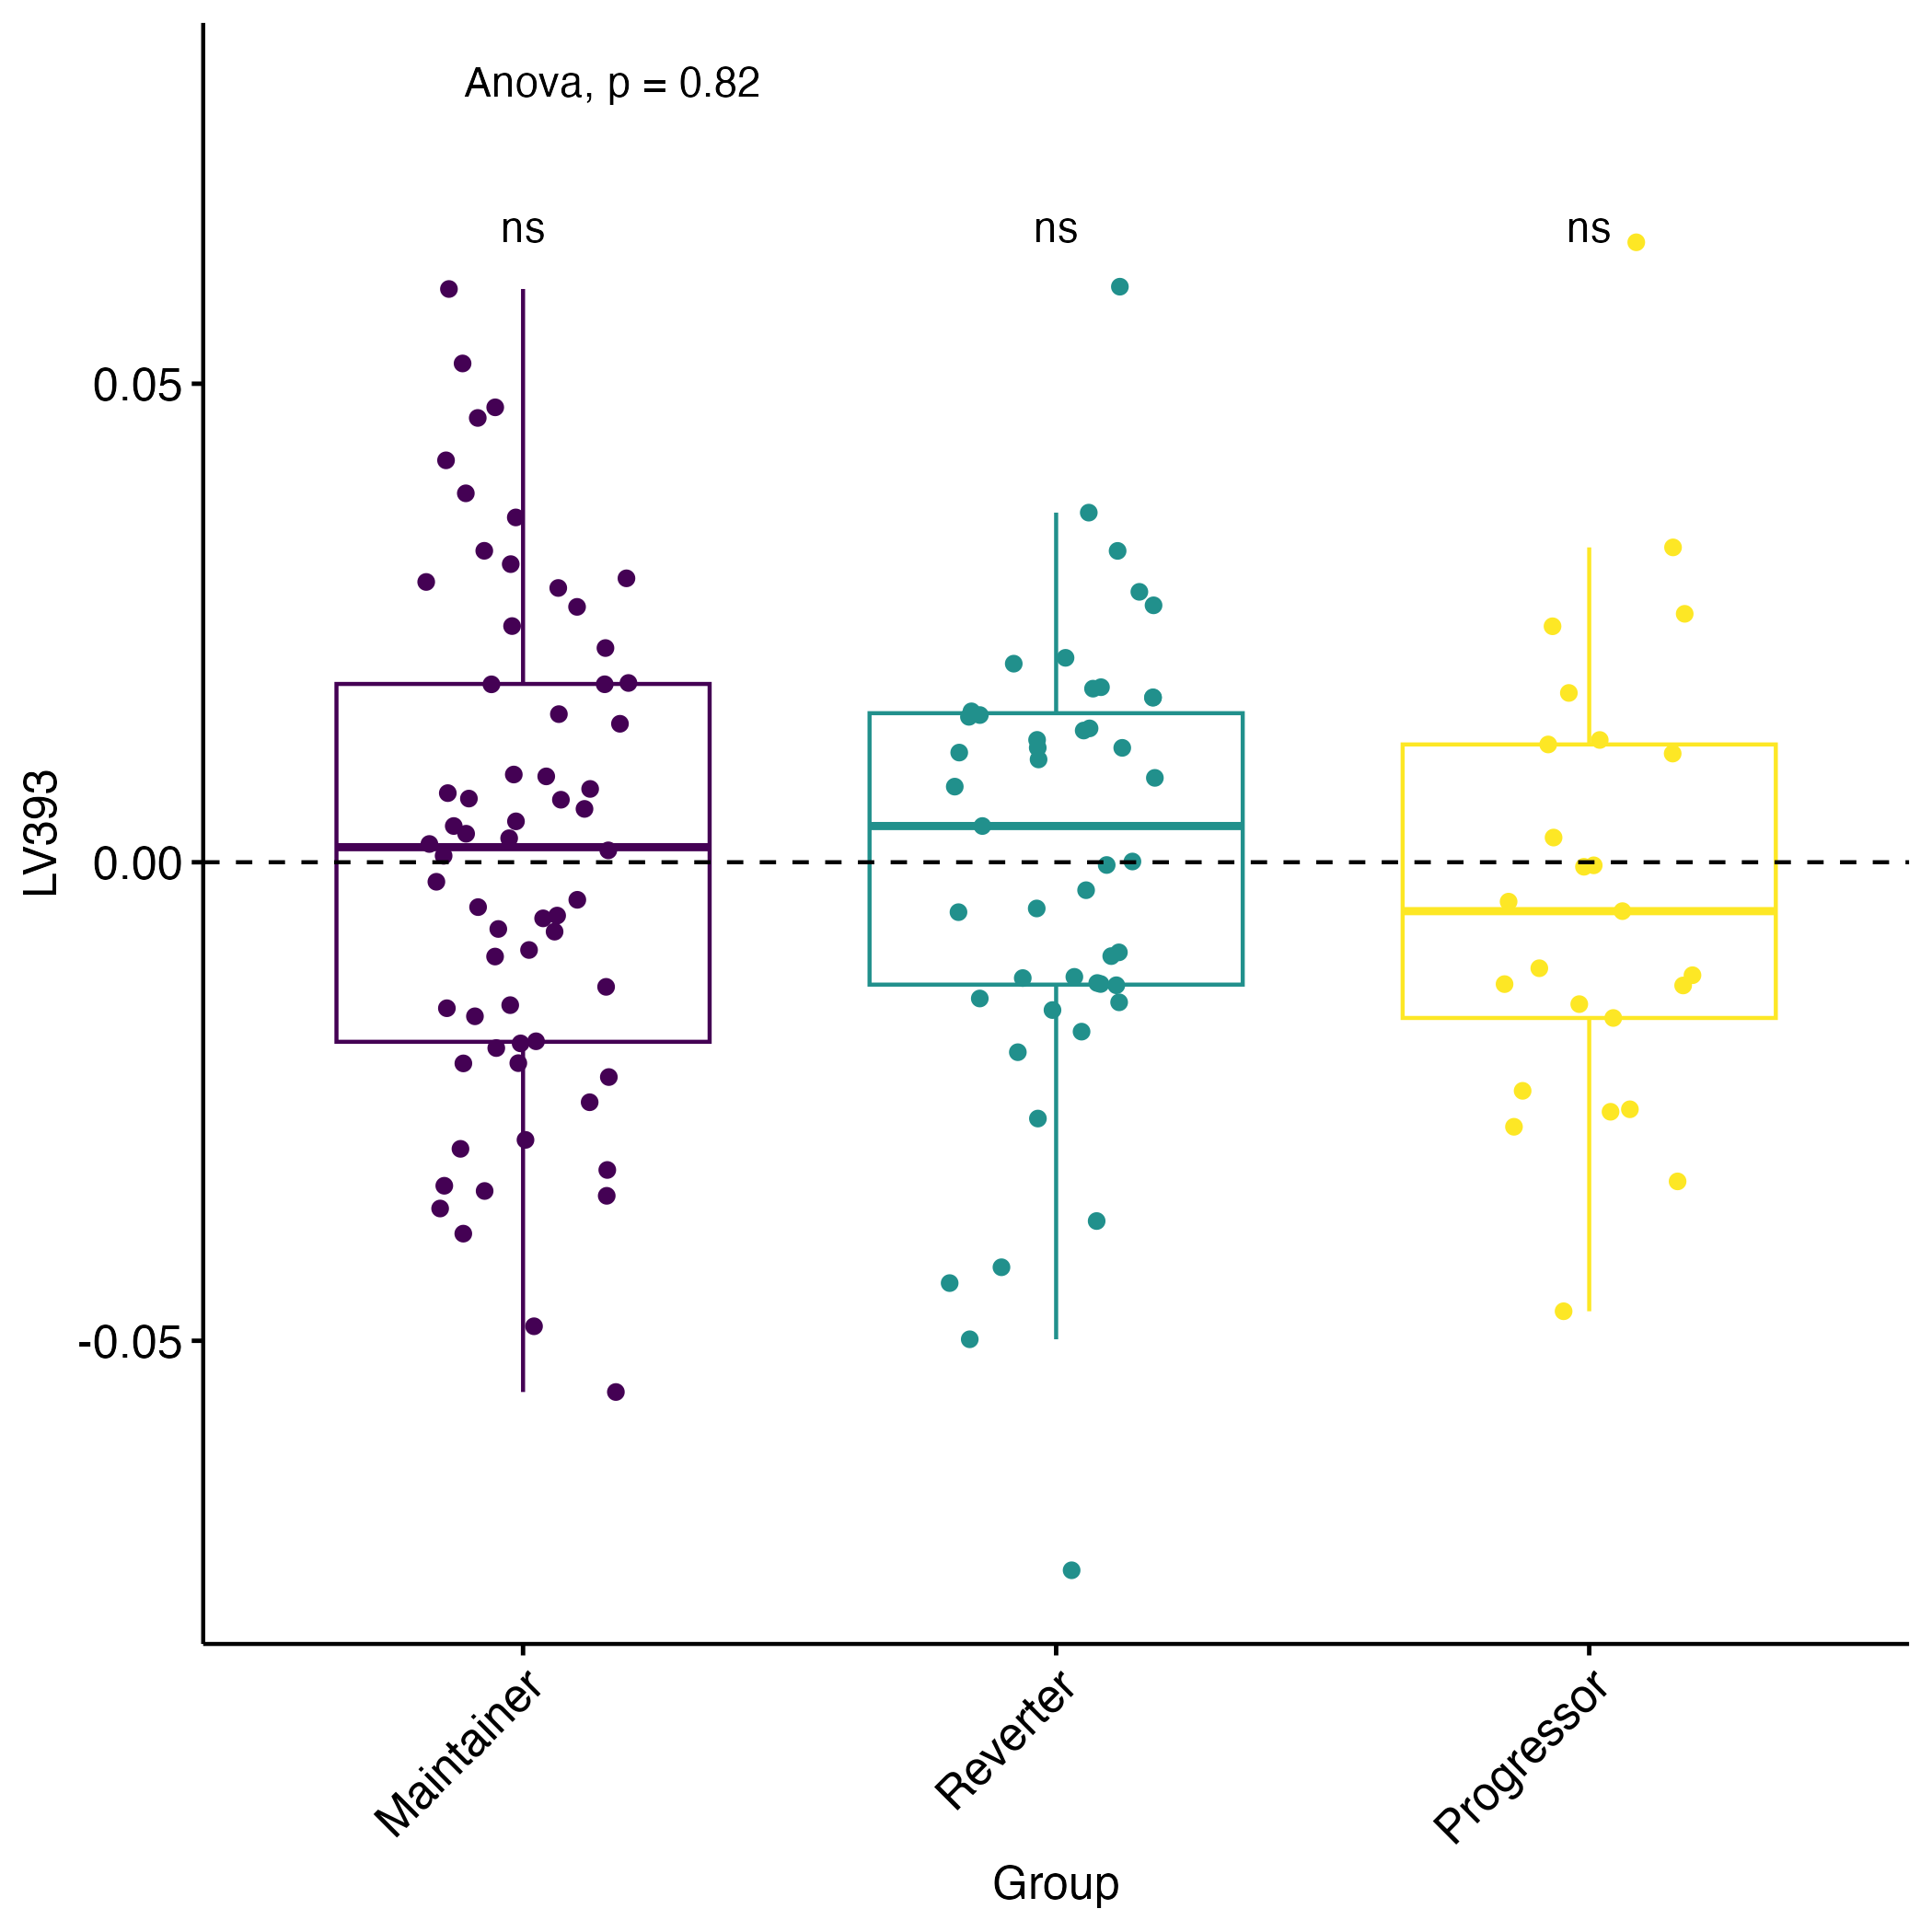 Anova, p = 0.82
ns ns ns
0.05
0.00
-0.05
LV393
Maintainer Reverter Progressor
Group